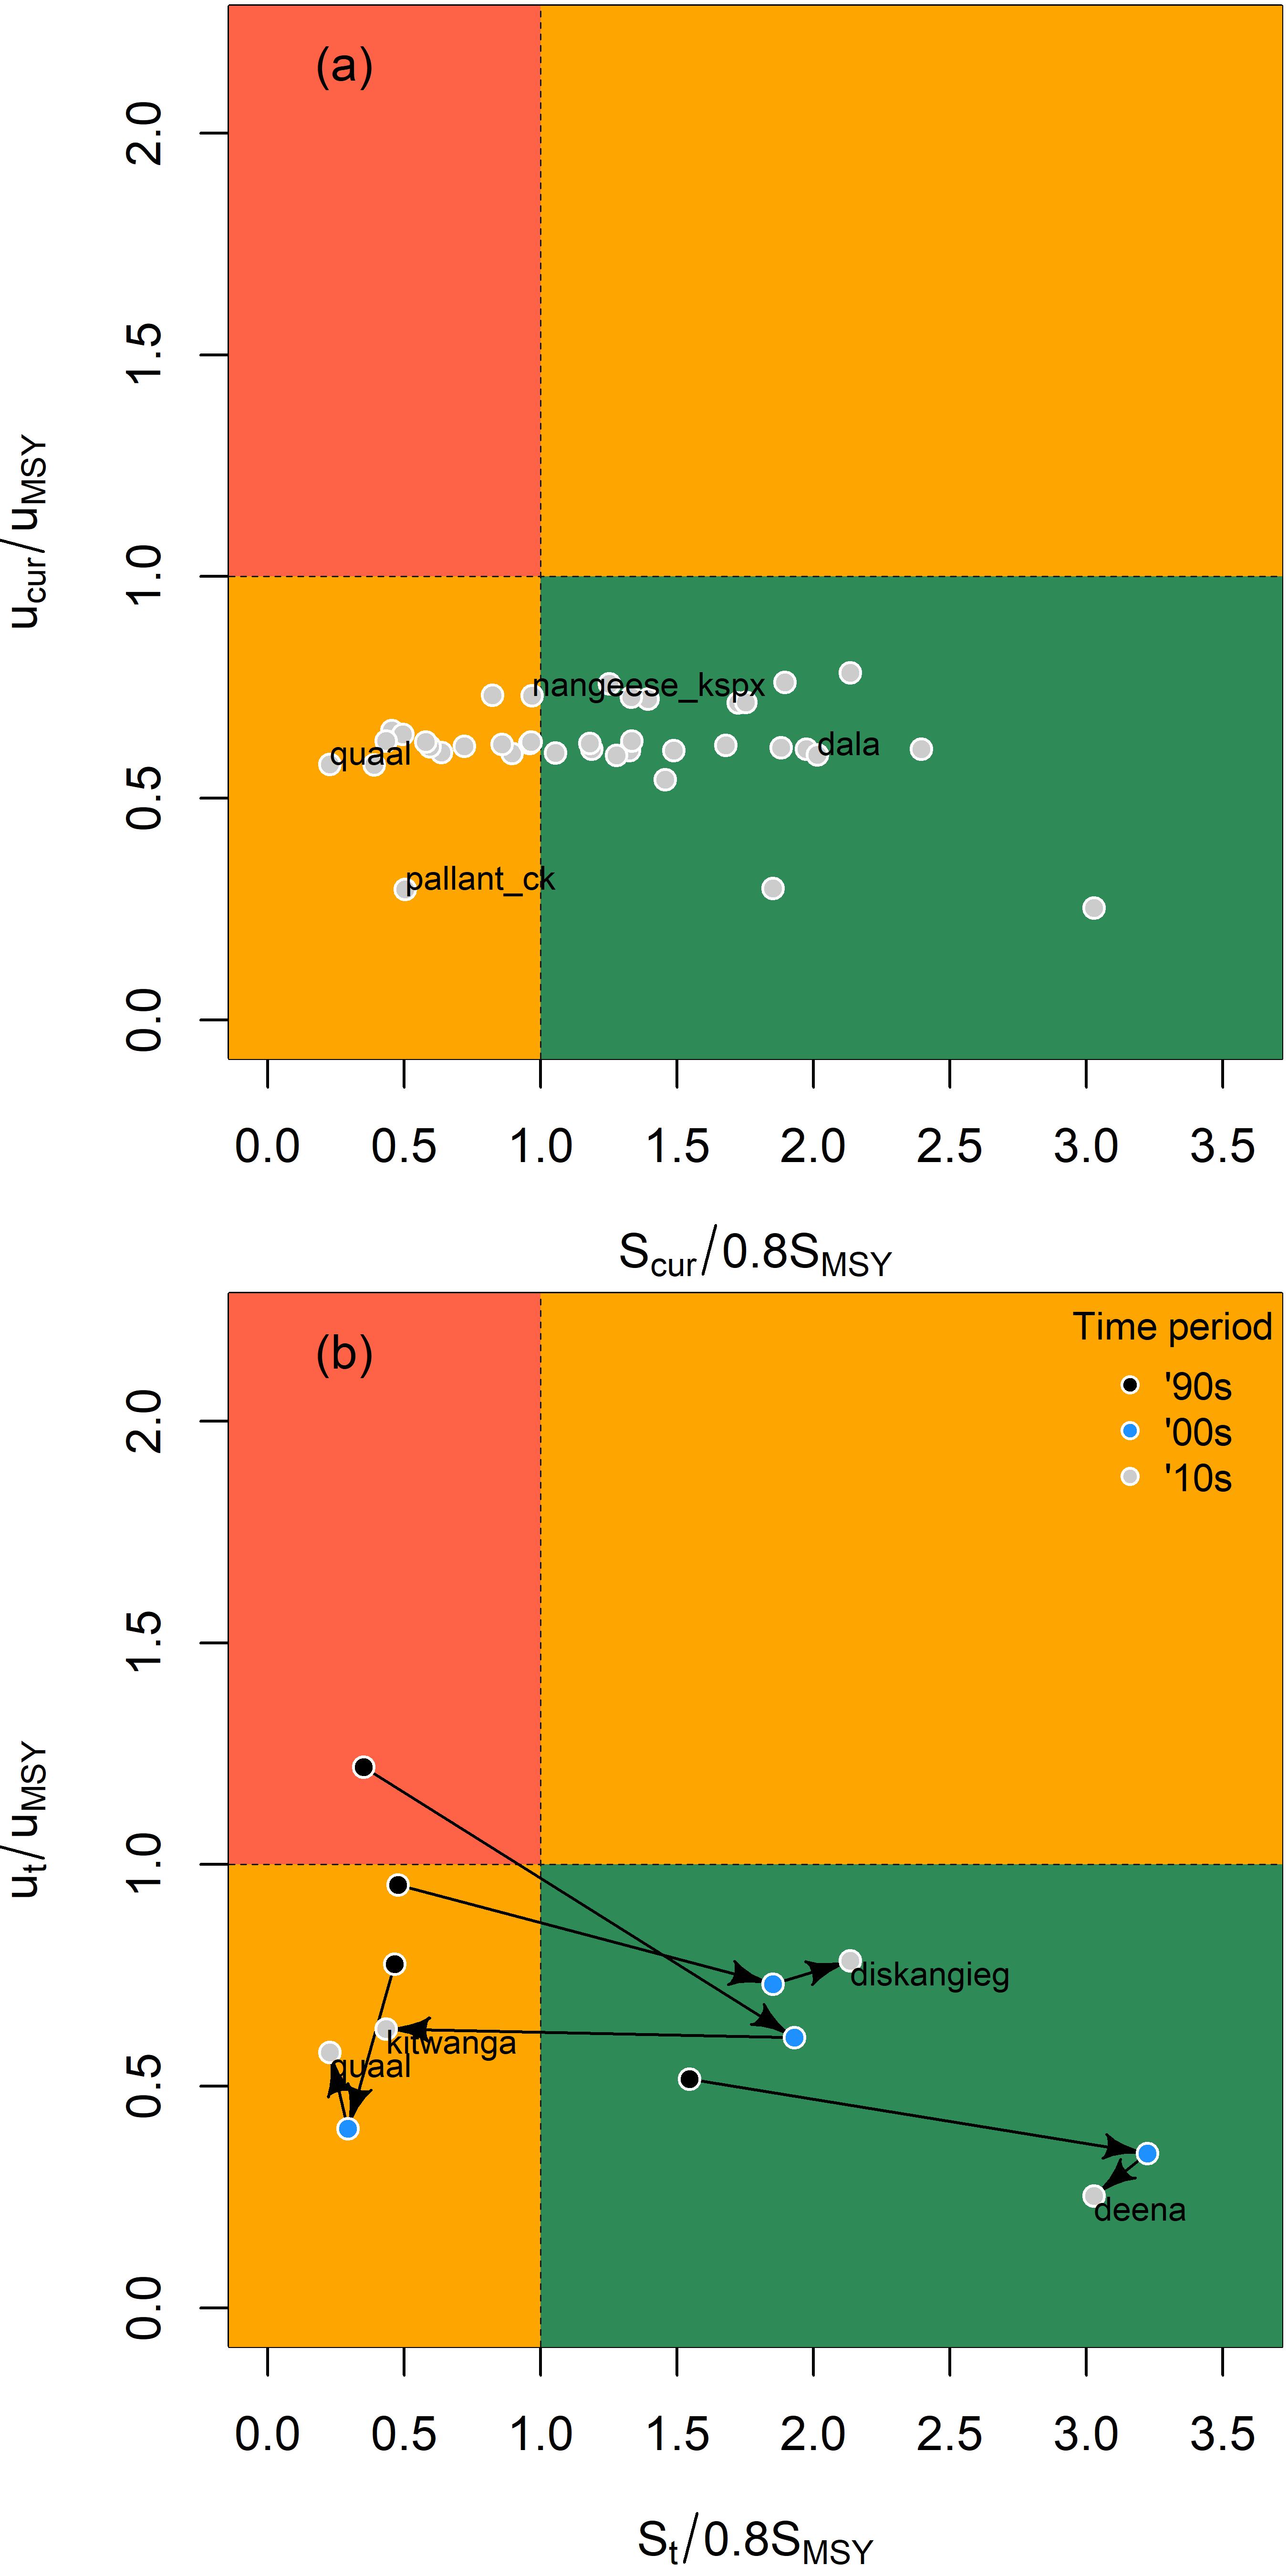 (a)
2.0
1.5
1.0
0.5
0.0
ucur/uMSY
nangeese_kspx
quaal
dala
pallant_ck
0.0 0.5 1.0 1.5 2.0 2.5 3.0 3.5
Scur/0.8SMSY
(b)
Time period
'90s
'00s
'10s
2.0
1.5
1.0
0.5
0.0
ut/uMSY
diskangieg
kitwanga
quaal
deena
0.0 0.5 1.0 1.5 2.0 2.5 3.0 3.5
St/0.8SMSY